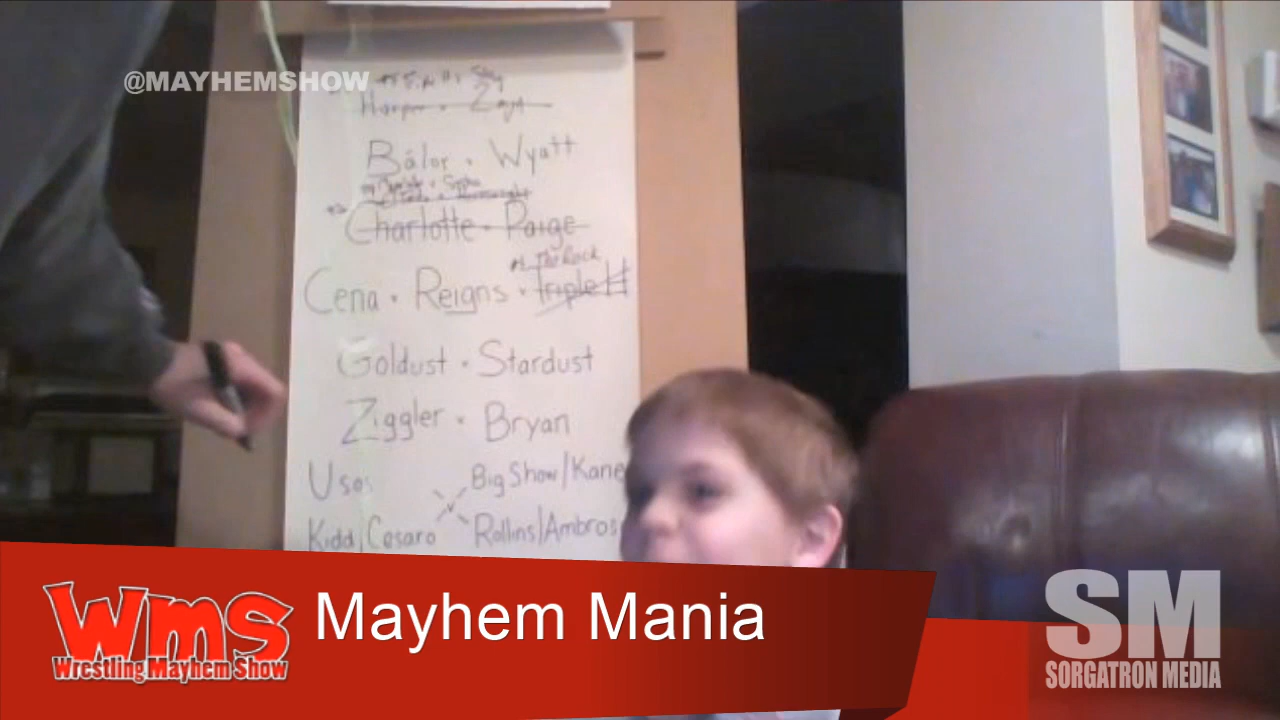 @MAYHEMSHOW
Harper v. Zayn
Bálor v. Wyatt
Charlotte v. Paige
The Rock
Cena v. Reigns v. Triple H
Goldust v. Stardust
Ziggler v. Bryan
Usos
Big Show/Kane
v
Kidd/Cesaro
Rollins/Ambros
Wms
Wrestling Mayhem Show
Mayhem Mania
SM
SORGATRON MEDIA